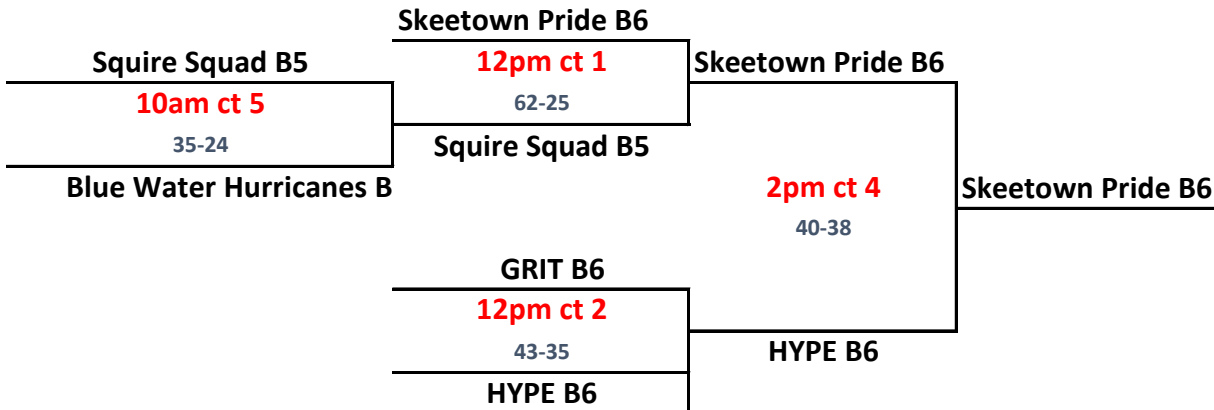 Skeetown Pride B6
Squire Squad B5
12pm ct 1
Skeetown Pride B6
10am ct 5
62-25
35-24
Squire Squad B5
Blue Water Hurricanes B
2pm ct 4
Skeetown Pride B6
40-38
GRIT B6
12pm ct 2
43-35
HYPE B6
HYPE B6